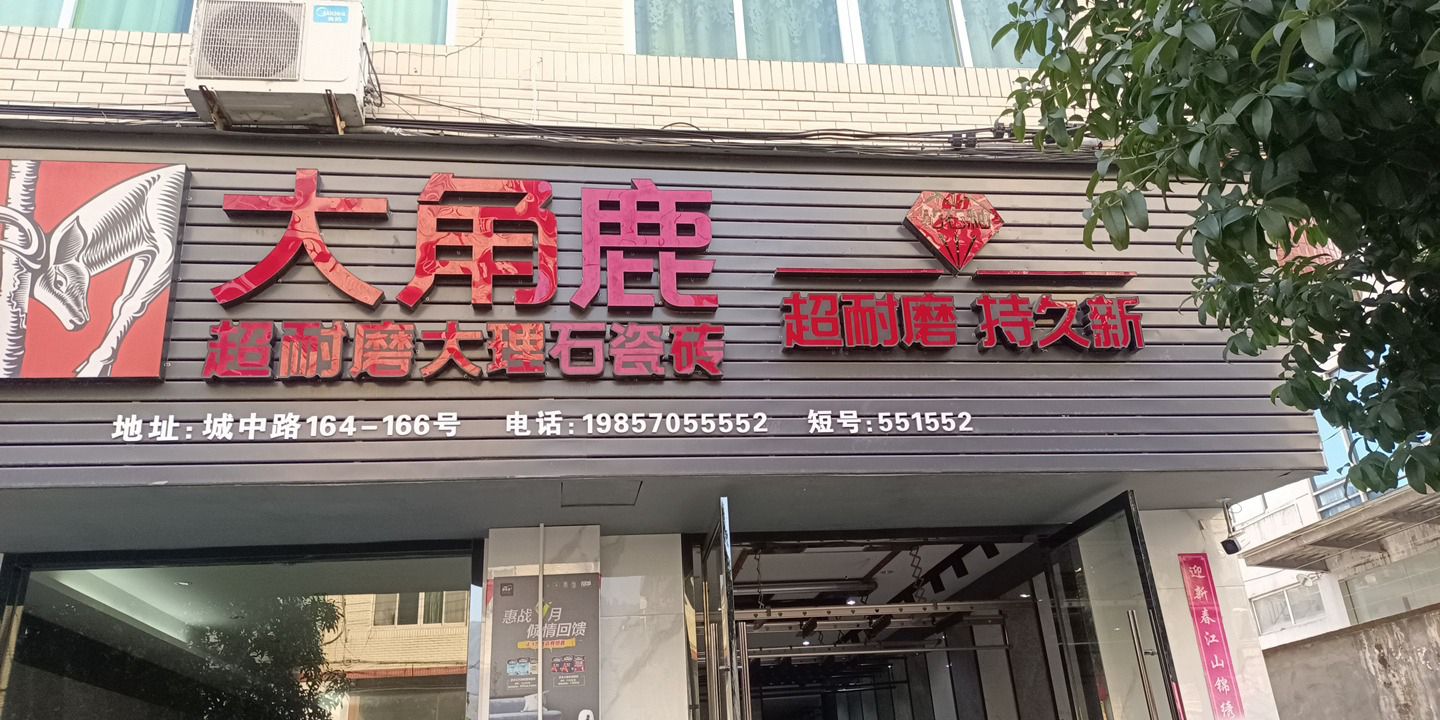 Midea
大角鹿
超耐磨大理石瓷砖
超耐磨 持久新
地址:城中路164-166号 电话:19857055552 短号:551552
惠战 月
倾情回馈
迎新春江山锦绣